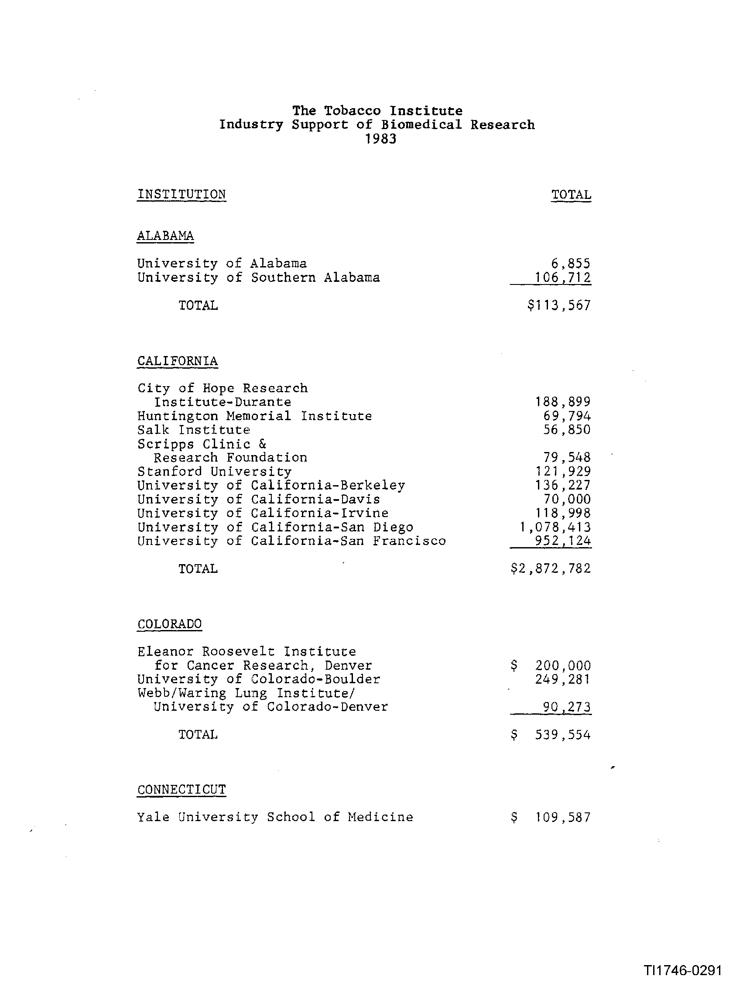 The Tobacco Institute
Industry Support of Biomedical Research
1983
INSTITUTION TOTAL
ALABAMA
University of Alabama 6,855
University of Southern Alabama 106,712
TOTAL $113,567
CALIFORNIA
City of Hope Research
Institute-Durante 188,899
Huntington Memorial Institute 69,794
Salk Institute 56,850
Scripps Clinic &
Research Foundation 79,548
Stanford University 121,929
University of California-Berkeley 136,227
University of California-Davis 70,000
University of California-Irvine 118,998
University of California-San Diego 1,078,413
University of California-San Francisco 952,124
TOTAL $2,872,782
COLORADO
Eleanor Roosevelt Institute
for Cancer Research, Denver $ 200,000
University of Colorado-Boulder 249,281
Webb/Waring Lung Institute/
University of Colorado-Denver 90,273
TOTAL $ 539,554
CONNECTICUT
Yale University School of Medicine $ 109,587
TI1746-0291